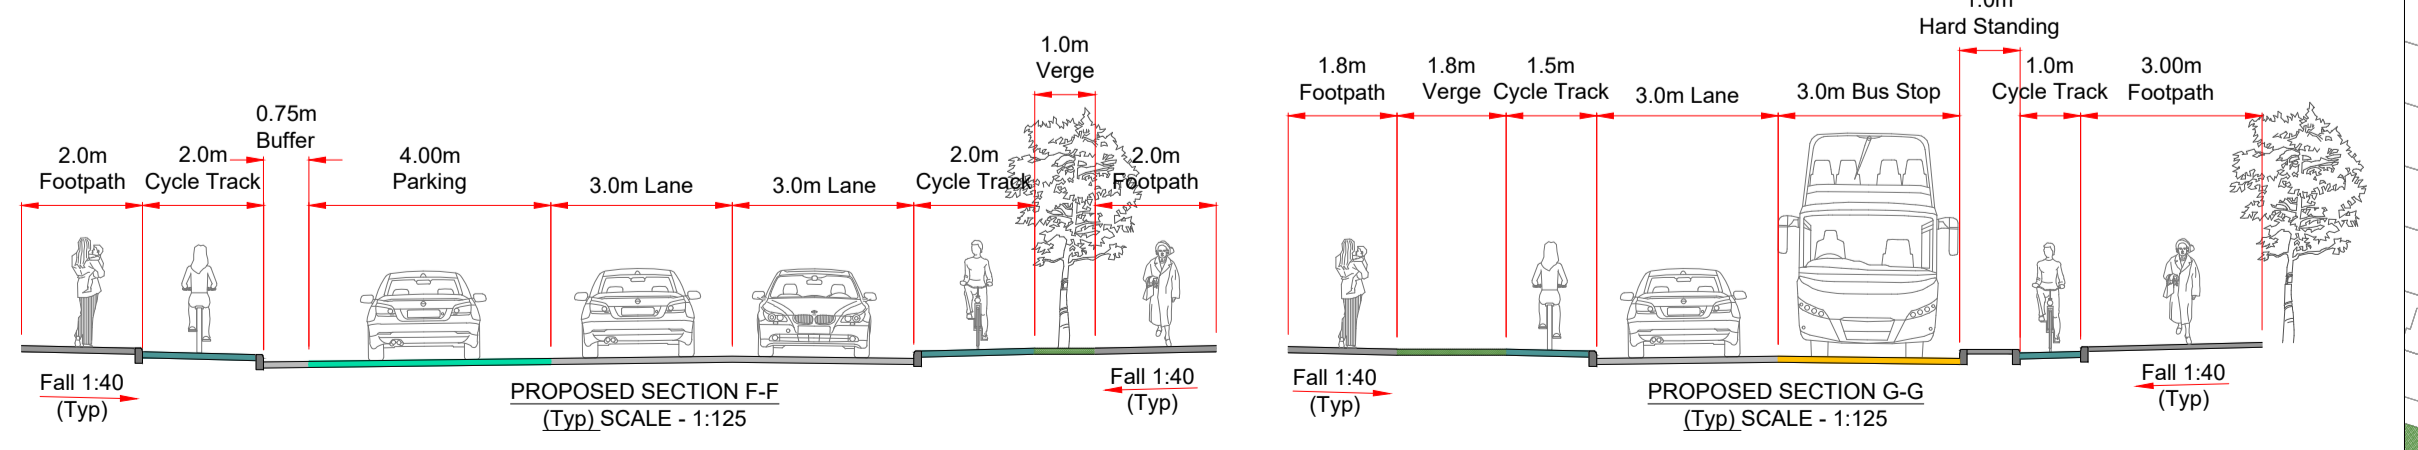 0.75m
Buffer
1.0m
Verge
2.0m
Footpath
2.0m
Cycle Track
4.00m
Parking
3.0m Lane
3.0m Lane
2.0m
Cycle Track
2.0m
Footpath
Fall 1:40
(Typ)
PROPOSED SECTION F-F
(Typ) SCALE - 1:125
Fall 1:40
(Typ)
1.0m
Hard Standing
1.8m
Footpath
1.8m
Verge
1.5m
Cycle Track
3.0m Lane
3.0m Bus Stop
1.0m
Cycle Track
3.00m
Footpath
Fall 1:40
(Typ)
PROPOSED SECTION G-G
(Typ) SCALE - 1:125
Fall 1:40
(Typ)